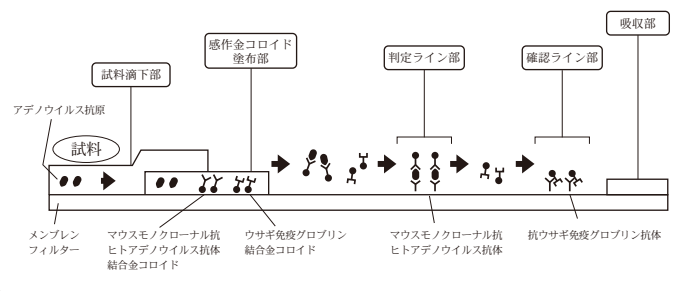 吸収部
感作金コロイド
塗布部
判定ライン部
確認ライン部
試料滴下部
アデノウイルス抗原
試料
メンブレン
フィルター
マウスモノクローナル抗
ヒトアデノウイルス抗体
結合金コロイド
ウサギ免疫グロブリン
結合金コロイド
マウスモノクローナル抗
ヒトアデノウイルス抗体
抗ウサギ免疫グロブリン抗体